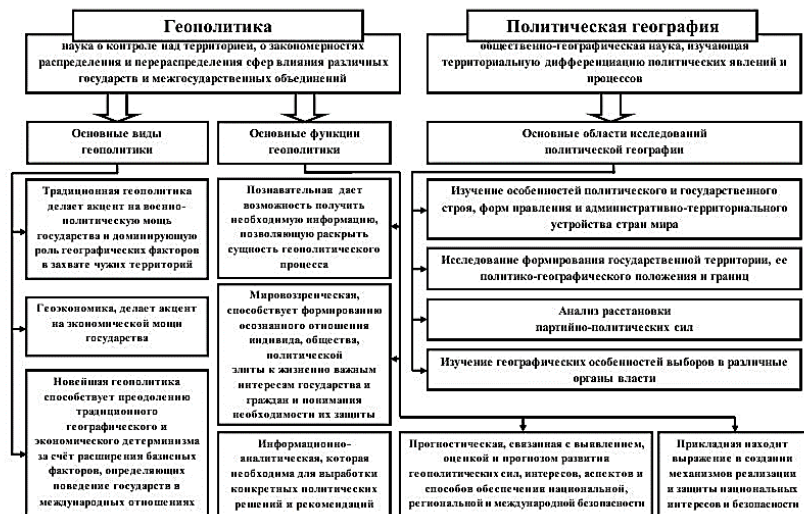 Геополитика
наука о контроле над территорией, о закономерностях
распределения и перераспределения сфер влияния различных
государств и межгосударственных объединений
Основные виды
геополитики
Традиционная геополитика
делает акцент на военно-
политическую мощь
государства и доминирующую
роль географических факторов
в захвате чужих территорий
Геоэкономика, делает акцент
на экономической мощи
государства
Новейшая геополитика
способствует преодолению
традиционного
географического и
экономического детерминизма
за счёт расширения базисных
факторов, определяющих
поведение государств в
международных отношениях
Основные функции
геополитики
Познавательная дает
возможность получить
необходимую информацию,
позволяющую раскрыть
сущность геополитического
процесса
Мировоззренческая,
способствует формированию
осознанного отношения
индивида, общества,
политической
элиты к жизненно важным
интересам государства и
граждан и понимания
необходимости их защиты
Информационно-
аналитическая, которая
необходима для выработки
конкретных политических
решений и рекомендаций
Прогностическая, связанная с выявлением,
оценкой и прогнозом развития
геополитических сил, интересов, аспектов и
способов обеспечения национальной,
региональной и международной безопасности
Прикладная находит
выражение в создании
механизмов реализации
и защиты национальных
интересов и безопасности
Политическая география
общественно-географическая наука, изучающая
территориальную дифференциацию политических явлений и
процессов
Основные области исследований
политической географии
Изучение особенностей политического и государственного
строя, форм правления и административно-территориального
устройства стран мира
Исследование формирования государственной территории, ее
политико-географического положения и границ
Анализ расстановки
партийно-политических сил
Изучение географических особенностей выборов в различные
органы власти